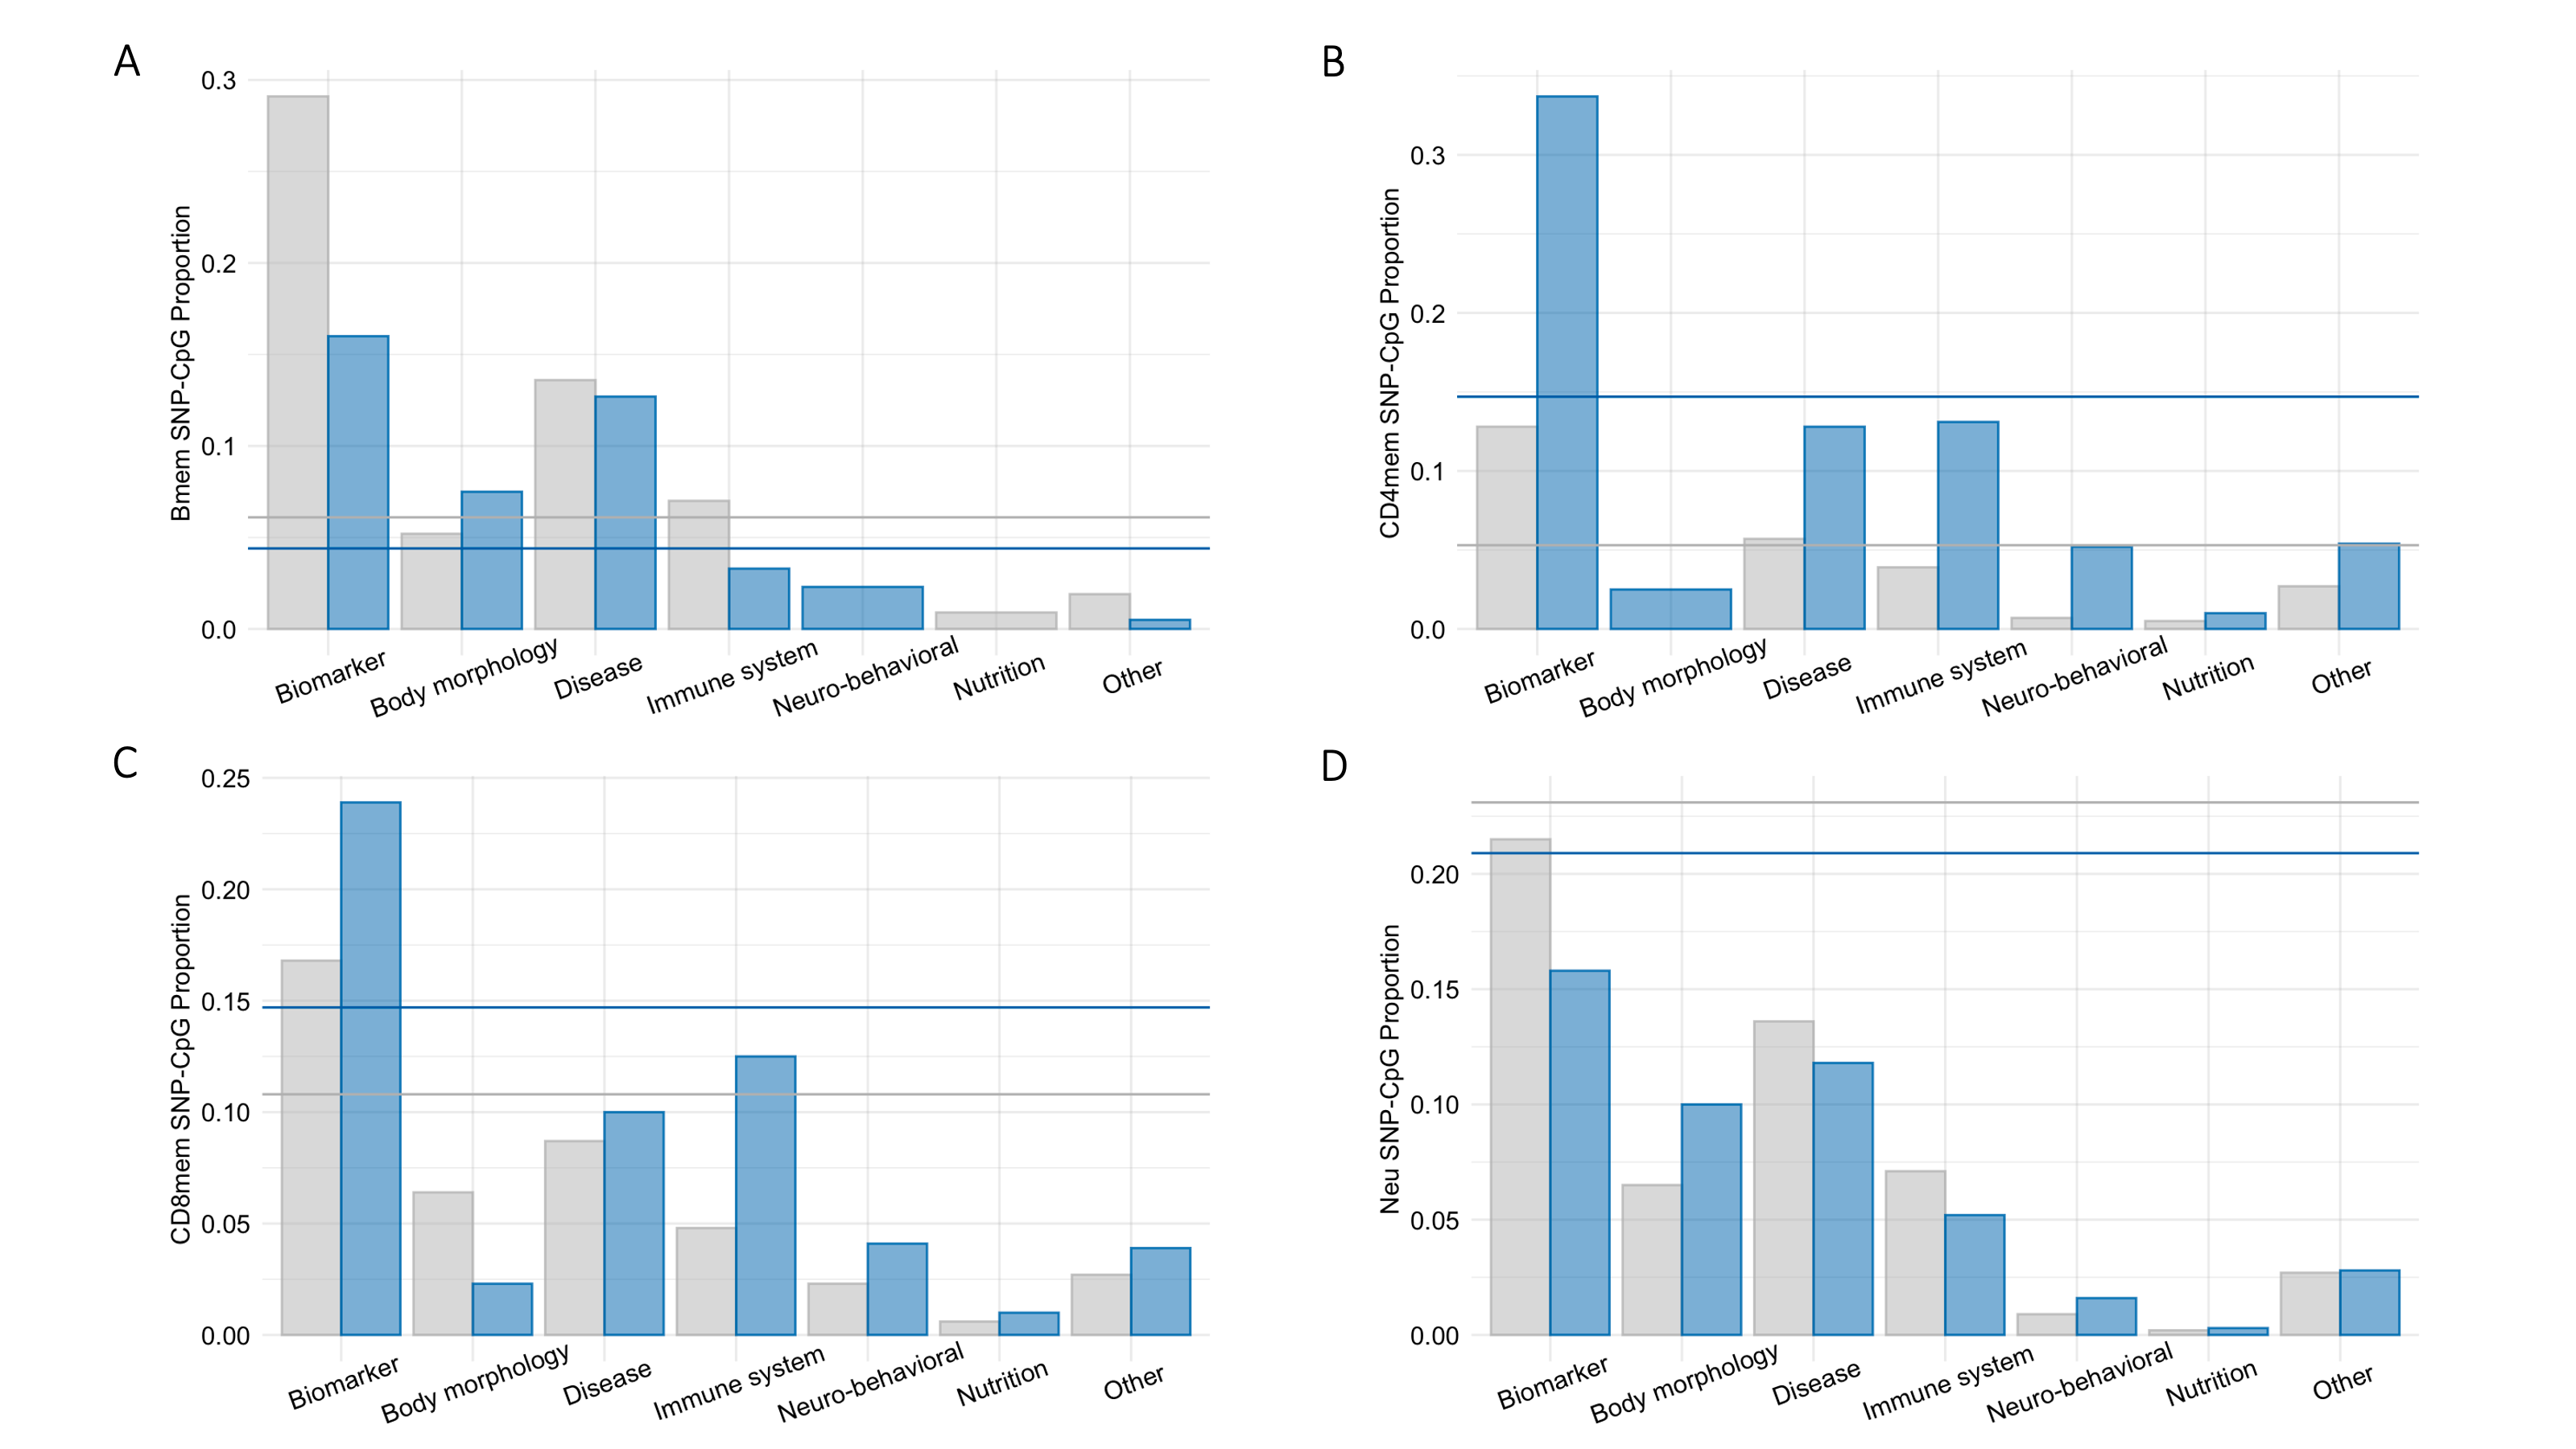 A
Bmem SNP-CpG Proportion
0.3
0.2
0.1
0.0
Biomarker
Body morphology
Disease
Immune system
Neuro-behavioral
Nutrition
Other
B
CD4mem SNP-CpG Proportion
0.3
0.2
0.1
0.0
Biomarker
Body morphology
Disease
Immune system
Neuro-behavioral
Nutrition
Other
C
CD8mem SNP-CpG Proportion
0.25
0.20
0.15
0.10
0.05
0.00
Biomarker
Body morphology
Disease
Immune system
Neuro-behavioral
Nutrition
Other
D
Neu SNP-CpG Proportion
0.20
0.15
0.10
0.05
0.00
Biomarker
Body morphology
Disease
Immune system
Neuro-behavioral
Nutrition
Other